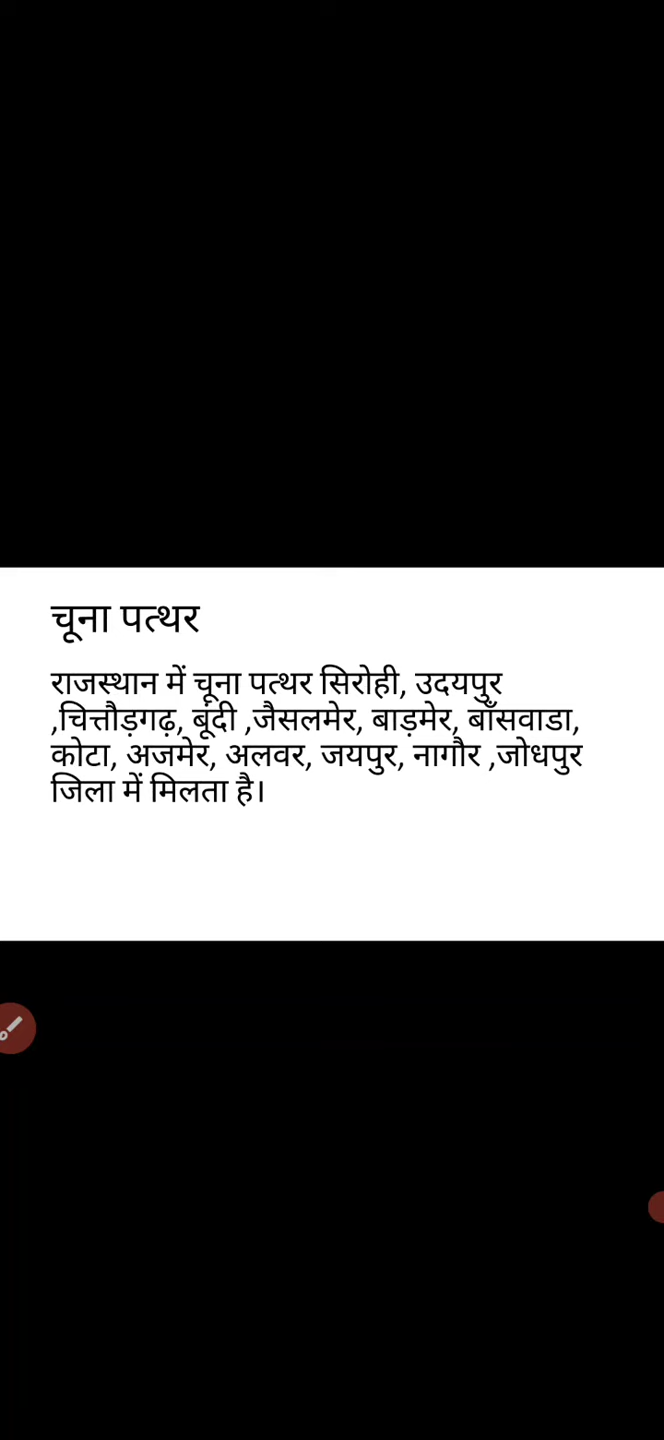 चूना पत्थर
राजस्थान में चूना पत्थर सिरोही, उदयपुर
,चित्तौड़गढ़, बूंदी ,जैसलमेर, बाड़मेर, बाँसवाडा,
कोटा, अजमेर, अलवर, जयपुर, नागौर ,जोधपुर
जिला में मिलता है।